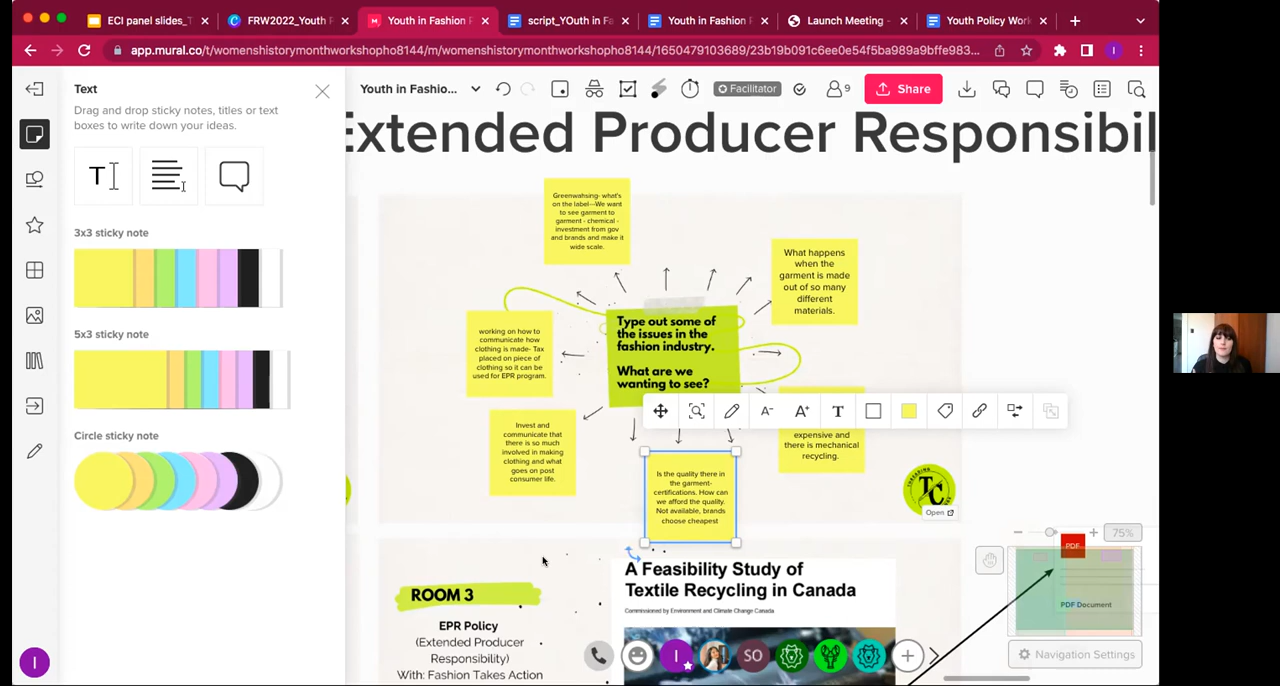 ECI panel slides_
FRW2022_Youth P
Youth in Fashion P
script_YOuth in Fa
Youth in Fashion P
Launch Meeting -
Youth Policy Work
app.mural.co/t/womenshistorymonthworkshopho8144/m/womenshistorymonthworkshopho8144/1650479103689/23b19b091c6ee0e54f5ba989a9bffe983...
I
Text
Drag and drop sticky notes, titles or text
boxes to write down your ideas.
T
3x3 sticky note
5x3 sticky note
Circle sticky note
I
Youth in Fashio...
Facilitator
9
Share
Extended Producer Responsibil
Greenwahsing- what's
on the label---We want
to see garment to
garment - chemical -
investment from gov
and brands and make it
wide scale.
What happens
when the
garment is made
out of so many
different
materials.
working on how to
communicate how
clothing is made- Tax
placed on piece of
clothing so it can be
used for EPR program.
Type out some of
the issues in the
fashion industry.
What are we
wanting to see?
A- A+ T
expensive and
there is mechanical
recycling.
Invest and
communicate that
there is so much
involved in making
clothing and what
goes on post
consumer life.
Is the quality there in
the garment-
certifications. How can
we afford the quality.
Not available, brands
choose cheapest
TC
Open
75%
PDF
PDF Document
Navigation Settings
ROOM 3
EPR Policy
(Extended Producer
Responsibility)
With: Fashion Takes Action
A Feasibility Study of
Textile Recycling in Canada
Commissioned by Environment and Climate Change Canada
I
SO